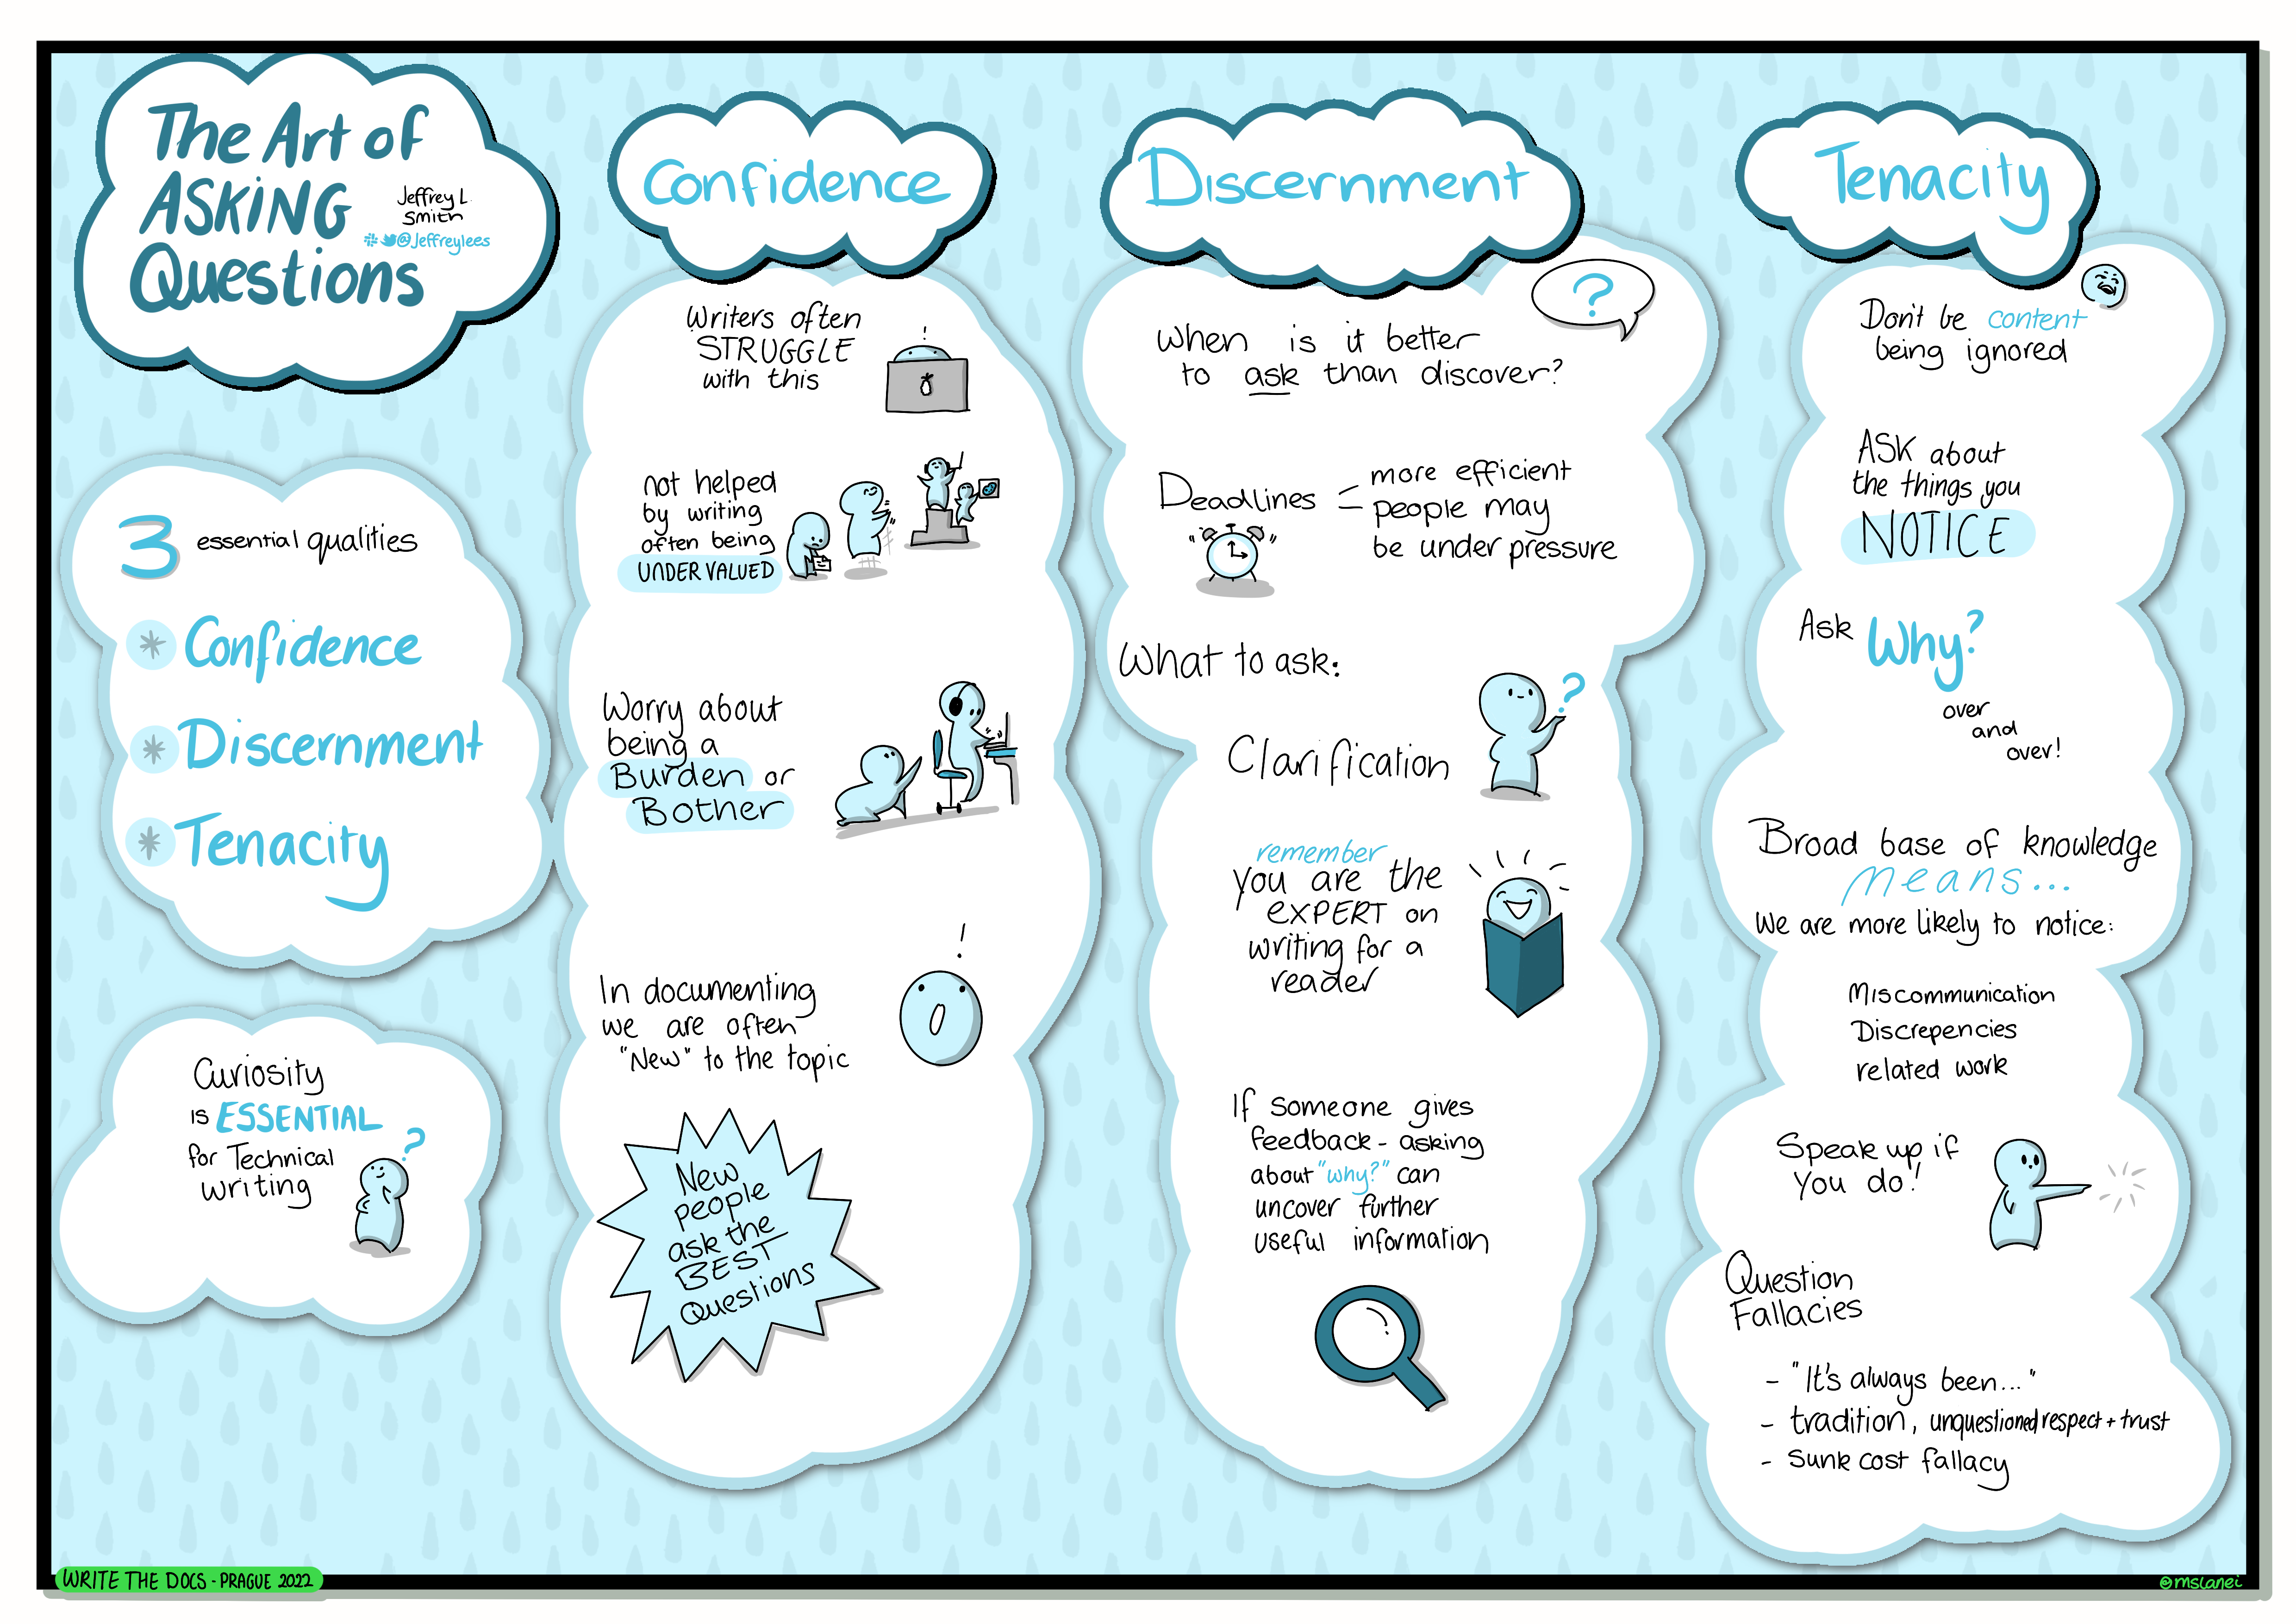 The Art of
ASKING
Questions
Jeffrey L
Smith
@Jeffreylees
3 essential qualities
* Confidence
* Discernment
* Tenacity
Curiosity
is ESSENTIAL
for Technical
writing
?
Confidence
Writers often
STRUGGLE
with this
!
not helped
by writing
often being
UNDERVALUED
Worry about
being a
Burden or
Bother
!
In documenting
we are often
"New" to the topic
New
people
ask the
BEST
Questions
Discernment
?
When is it better
to ask than discover?
Deadlines = more efficient
people may
be under pressure
What to ask:
?
Clarification
remember
you are the
EXPERT on
writing for a
reader
If someone gives
feedback - asking
about "why?" can
uncover further
useful information
Tenacity
Don't be content
being ignored
ASK about
the things you
NOTICE
Ask Why?
over
and
over!
Broad base of knowledge
means...
We are more likely to notice:
Miscommunication
Discrepencies
related work
Speak up if
you do!
Question
Fallacies
- "It's always been..."
- tradition, unquestioned respect + trust
- sunk cost fallacy
WRITE THE DOCS - PRAGUE 2022
@mslanei